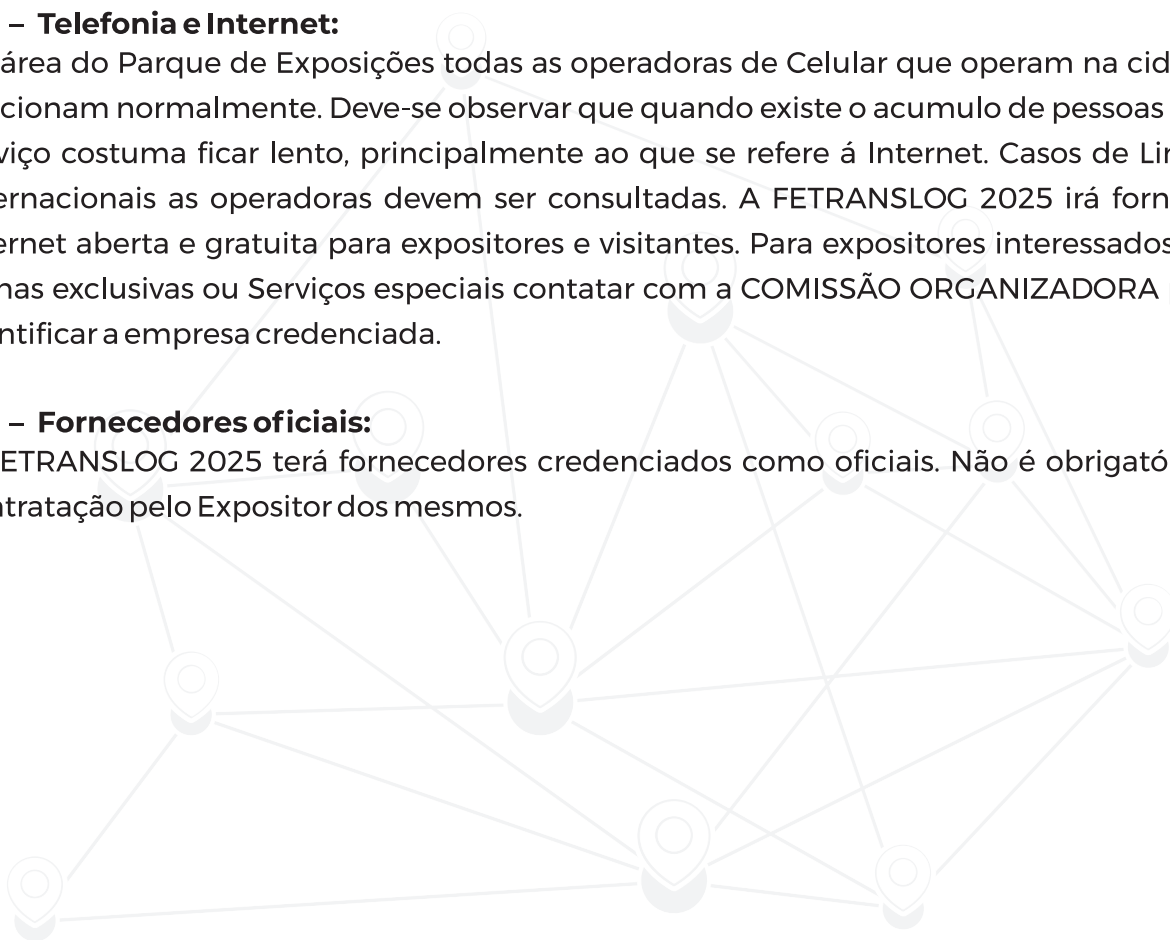 – Telefonia e Internet:
área do Parque de Exposições todas as operadoras de Celular que operam na cid
cionam normalmente. Deve-se observar que quando existe o acumulo de pessoas
viço costuma ficar lento, principalmente ao que se refere á Internet. Casos de Lin
ernacionais as operadoras devem ser consultadas. A FETRANSLOG 2025 irá forn
ernet aberta e gratuita para expositores e visitantes. Para expositores interessados
has exclusivas ou Serviços especiais contatar com a COMISSÃO ORGANIZADORA
ntificar a empresa credenciada.
– Fornecedores oficiais:
ETRANSLOG 2025 terá fornecedores credenciados como oficiais. Não é obrigató
tratação pelo Expositor dos mesmos.